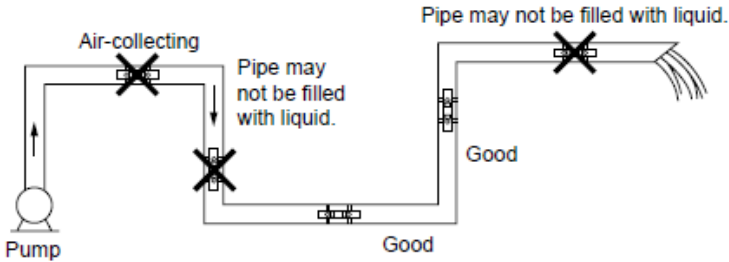 Pipe may not be filled with liquid.
Air-collecting
Pipe may
not be filled
with liquid.
Good
Good
Pump